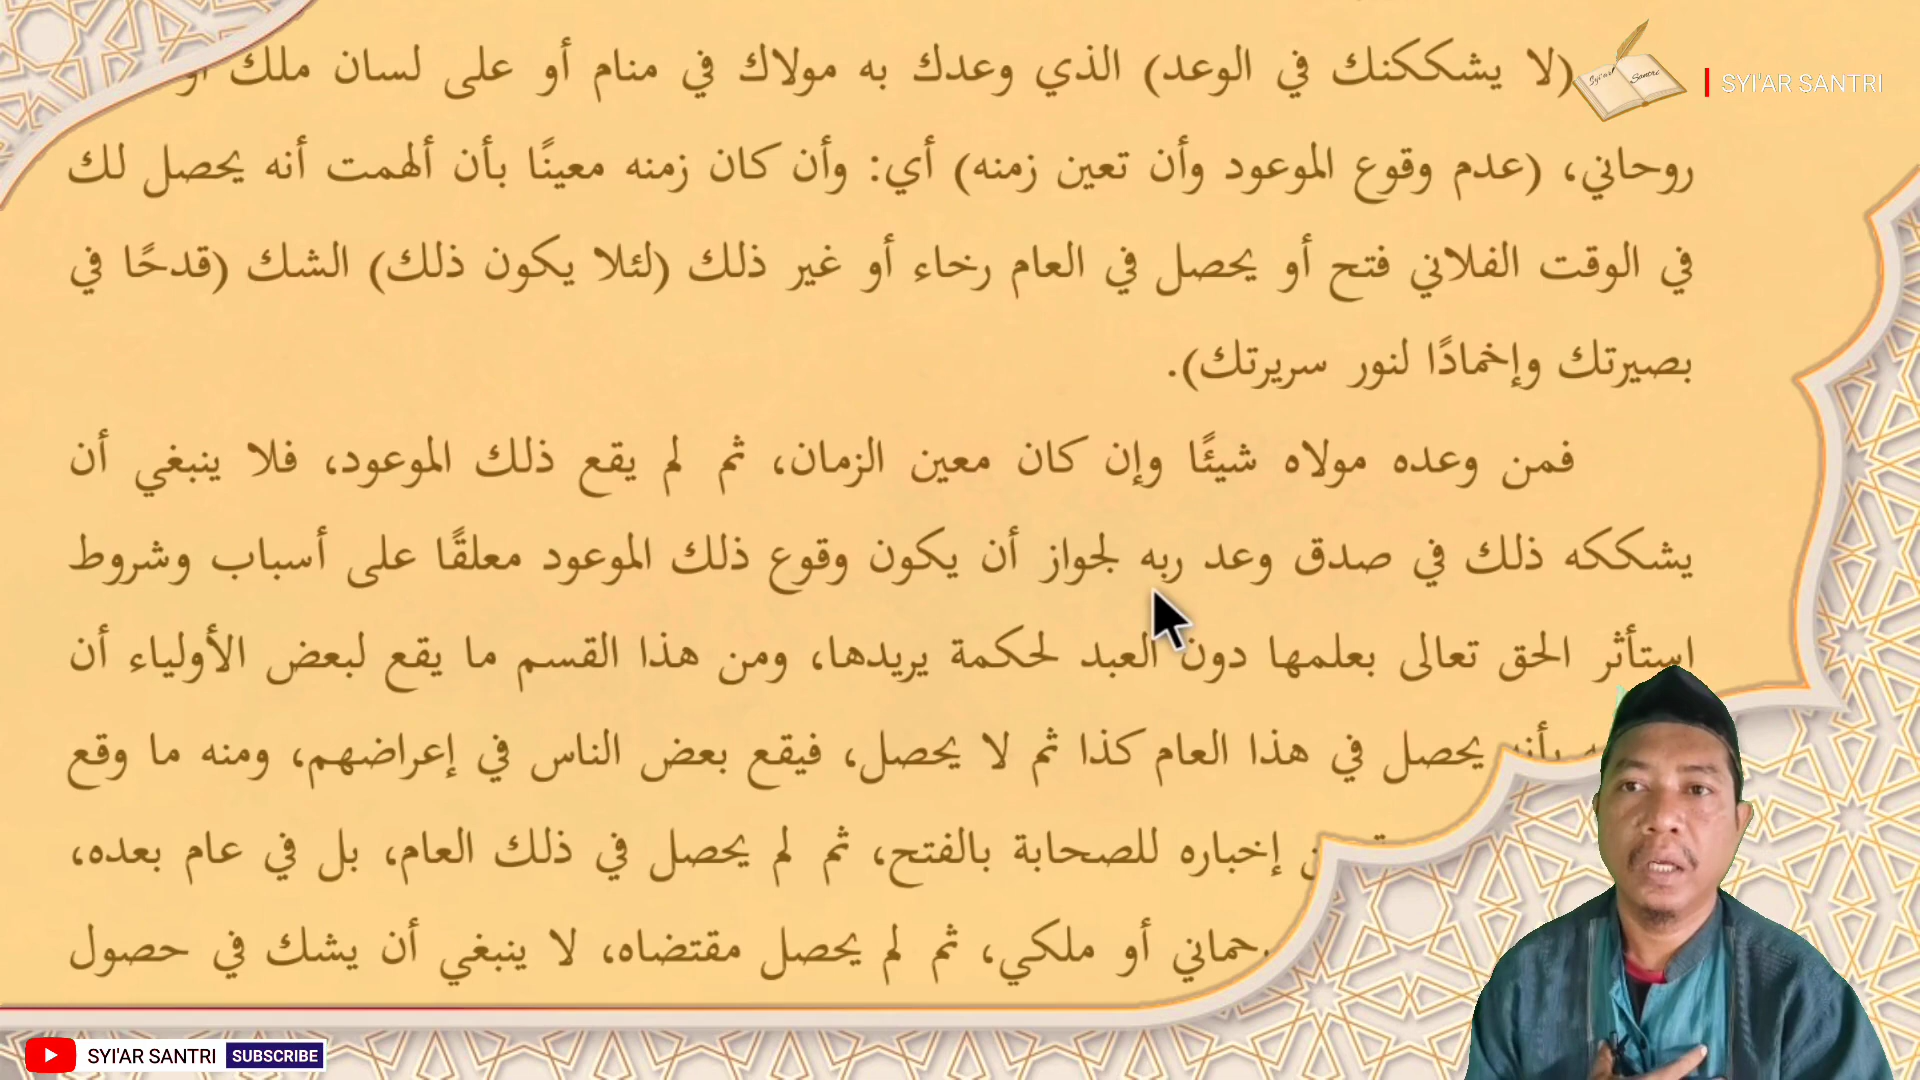 (لا يشككنك في الوعد) الذي وعدك به مولاك في منام أو على لسان ملك أو
روحاني، (عدم وقوع الموعود وأن تعين زمنه) أي: وأن كان زمنه معينًا بأن ألهمت أنه يحصل لك
في الوقت الفلاني فتح أو يحصل في العام رخاء أو غير ذلك (لئلا يكون ذلك) الشك (قدحًا في
بصيرتك وإخمادًا لنور سريرتك).
فمن وعده مولاه شيئًا وإن كان معين الزمان، ثم لم يقع ذلك الموعود، فلا ينبغي أن
يشككه ذلك في صدق وعد ربه لجواز أن يكون وقوع ذلك الموعود معلقًا على أسباب وشروط
استأثر الحق تعالى بعلمها دون العبد لحكمة يريدها، ومن هذا القسم ما يقع لبعض الأولياء أن
بأنه يحصل في هذا العام كذا ثم لا يحصل، فيقع بعض الناس في إعراضهم، ومنه ما وقع
إخباره للصحابة بالفتح، ثم لم يحصل في ذلك العام، بل في عام بعده،
أو ملكي، ثم لم يحصل مقتضاه، لا ينبغي أن يشك في حصول
Syi'ar Santri
SYI'AR SANTRI
SYI'AR SANTRI SUBSCRIBE